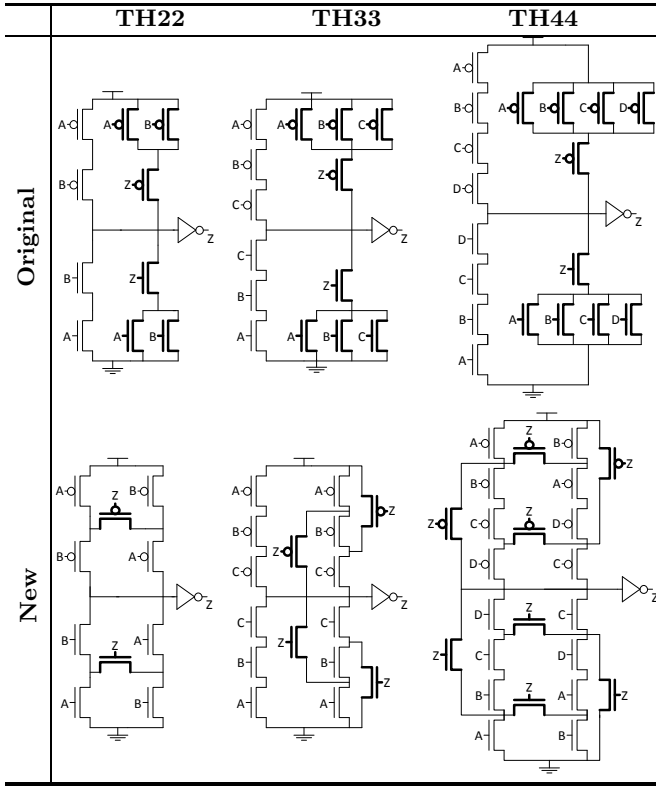 TH22 TH33 TH44
Original
A A B
B Z
Z
B Z
A A B
A A B C
B Z
C
Z
C Z
B
A A B C
A
B A B C D
C Z
D
Z
D
C Z
B A B C D
A
New
Z
A B
B A
Z
B Z A
A B
A A Z
B B
Z
C C
Z
C C
Z
B B
Z
A A
Z
A B Z
B A
Z
Z C D
D C
Z
D Z C
Z C D
B Z A Z
A B